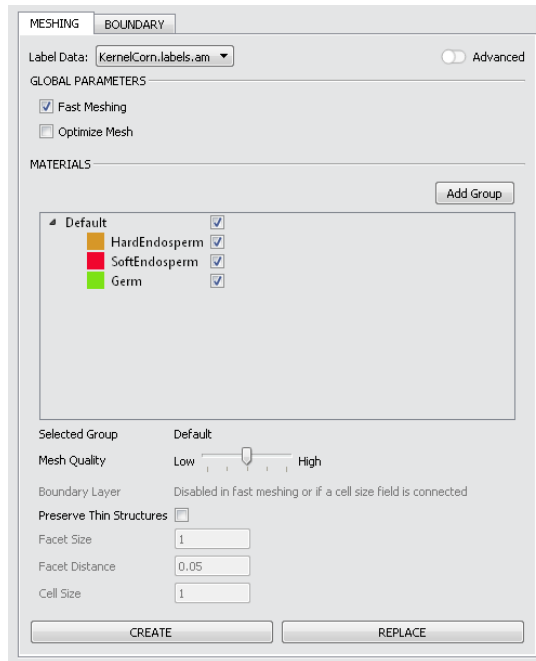 MESHING BOUNDARY
Label Data: KernelCorn.labels.am Advanced
GLOBAL PARAMETERS
Fast Meshing
Optimize Mesh
MATERIALS
Add Group
Default
HardEndosperm
SoftEndosperm
Germ
Selected Group Default
Mesh Quality Low High
Boundary Layer Disabled in fast meshing or if a cell size field is connected
Preserve Thin Structures
Facet Size 1
Facet Distance 0.05
Cell Size 1
CREATE REPLACE